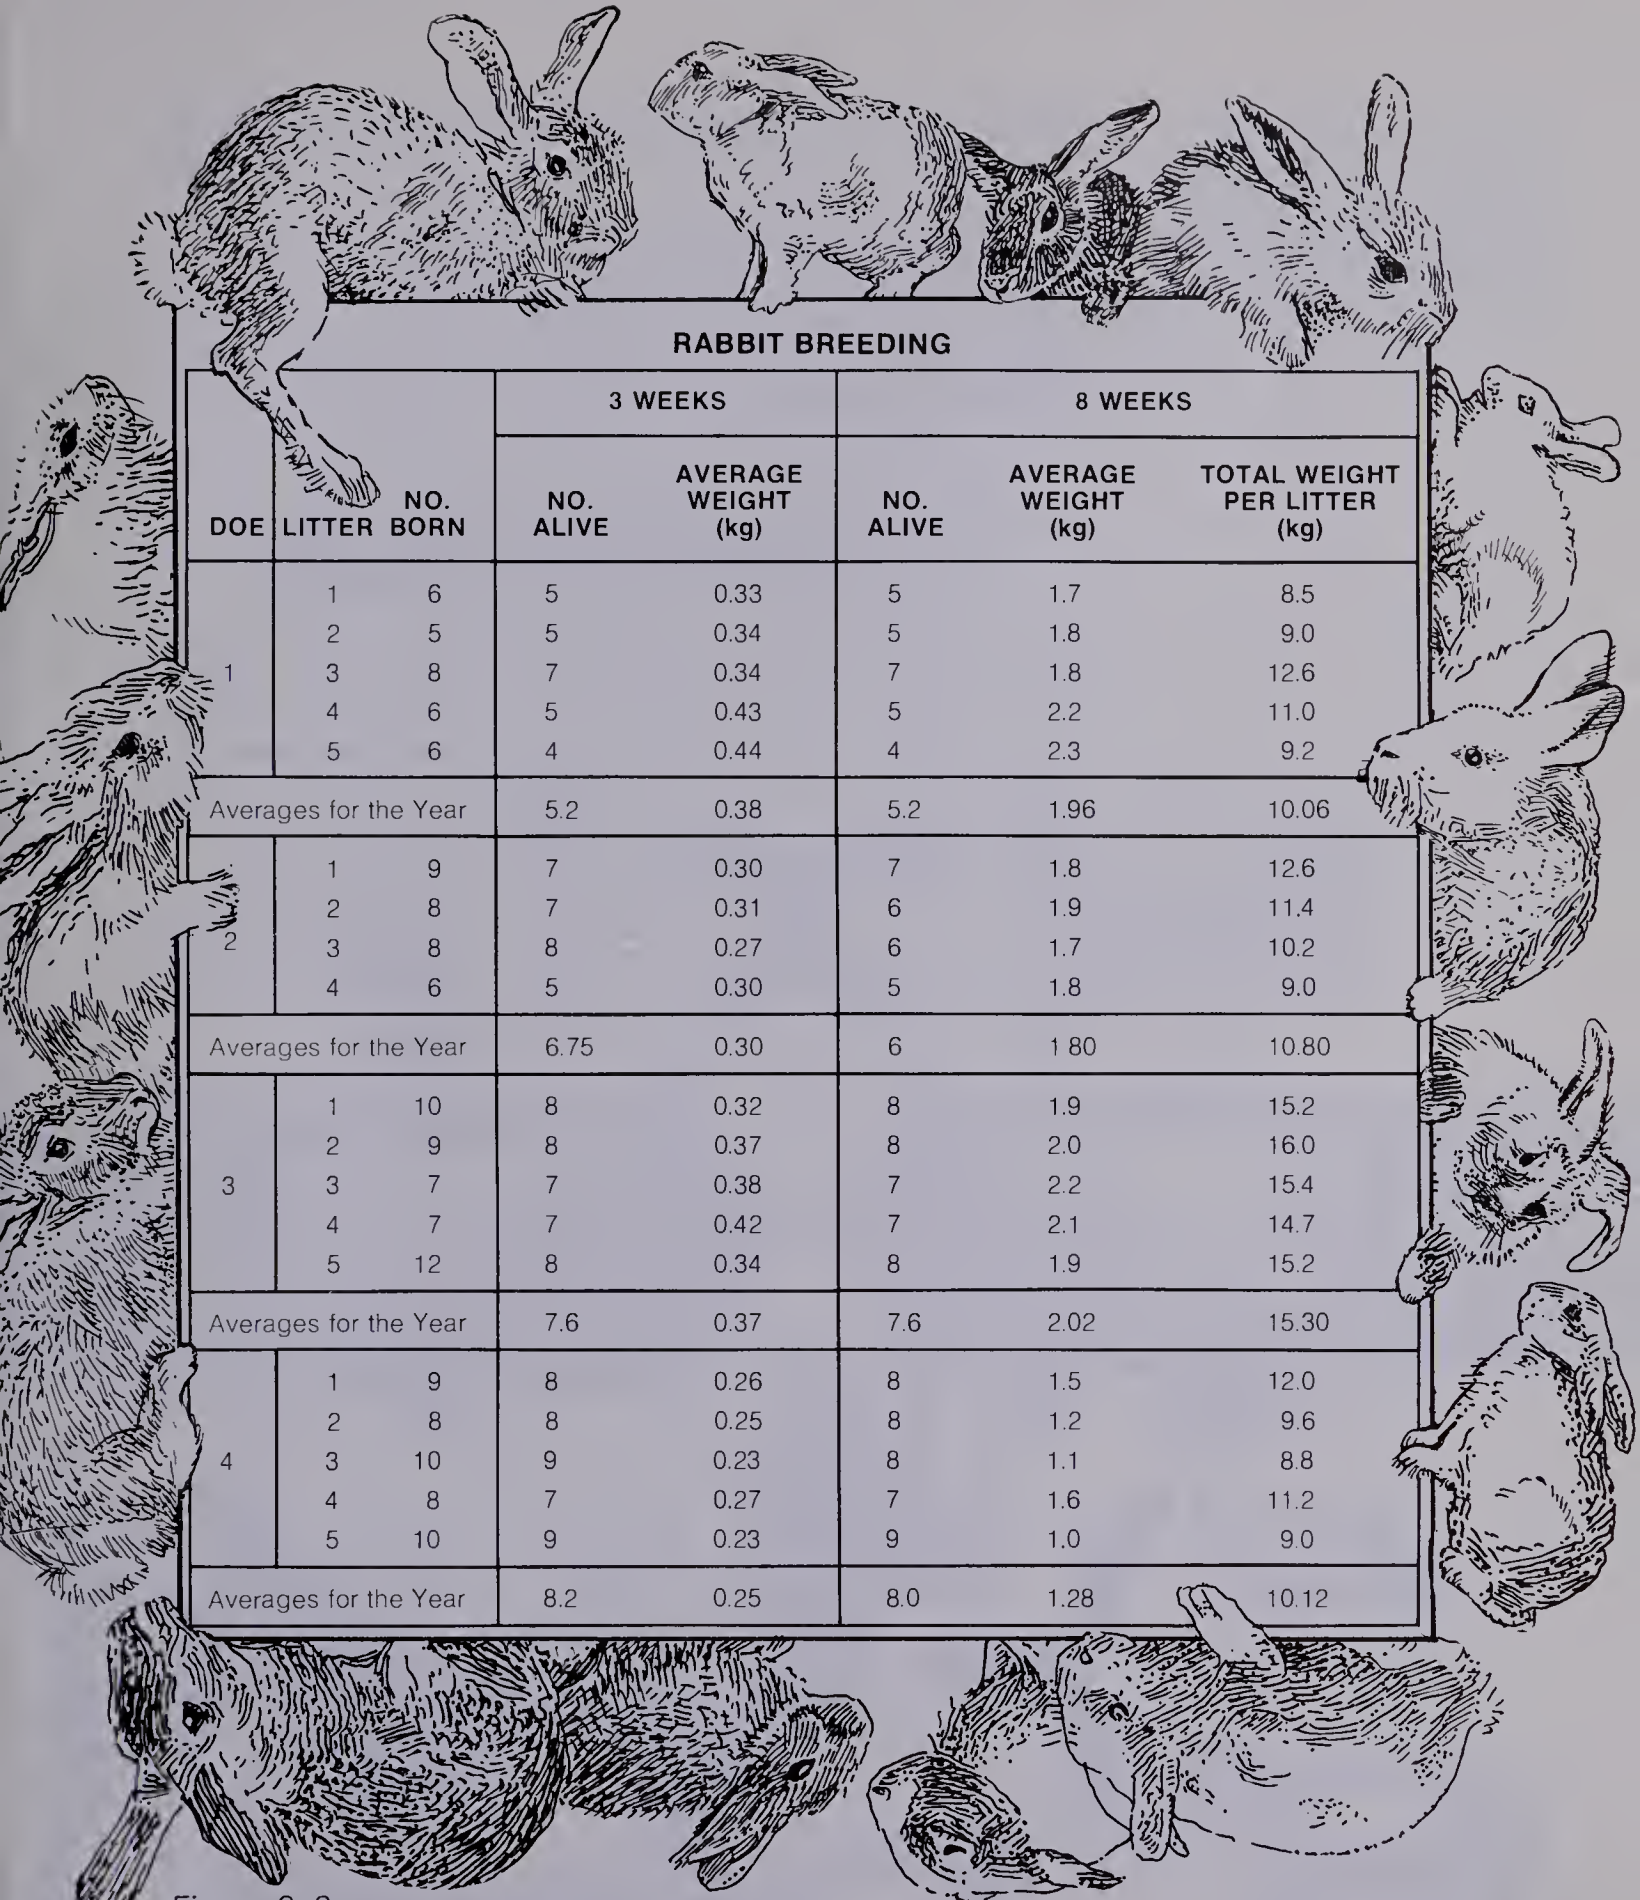 RABBIT BREEDING
3 WEEKS 8 WEEKS
DOE LITTER NO. BORN NO. ALIVE AVERAGE WEIGHT (kg) NO. ALIVE AVERAGE WEIGHT (kg) TOTAL WEIGHT PER LITTER (kg)
1 6 5 0.33 5 1.7 8.5
2 5 5 0.34 5 1.8 9.0
1 3 8 7 0.34 7 1.8 12.6
4 6 5 0.43 5 2.2 11.0
5 6 4 0.44 4 2.3 9.2
Averages for the Year 5.2 0.38 5.2 1.96 10.06
1 9 7 0.30 7 1.8 12.6
2 8 7 0.31 6 1.9 11.4
2 3 8 8 0.27 6 1.7 10.2
4 6 5 0.30 5 1.8 9.0
Averages for the Year 6.75 0.30 6 1 80 10.80
1 10 8 0.32 8 1.9 15.2
2 9 8 0.37 8 2.0 16.0
3 3 7 7 0.38 7 2.2 15.4
4 7 7 0.42 7 2.1 14.7
5 12 8 0.34 8 1.9 15.2
Averages for the Year 7.6 0.37 7.6 2.02 15.30
1 9 8 0.26 8 1.5 12.0
2 8 8 0.25 8 1.2 9.6
4 3 10 9 0.23 8 1.1 8.8
4 8 7 0.27 7 1.6 11.2
5 10 9 0.23 9 1.0 9.0
Averages for the Year 8.2 0.25 8.0 1.28 10.12